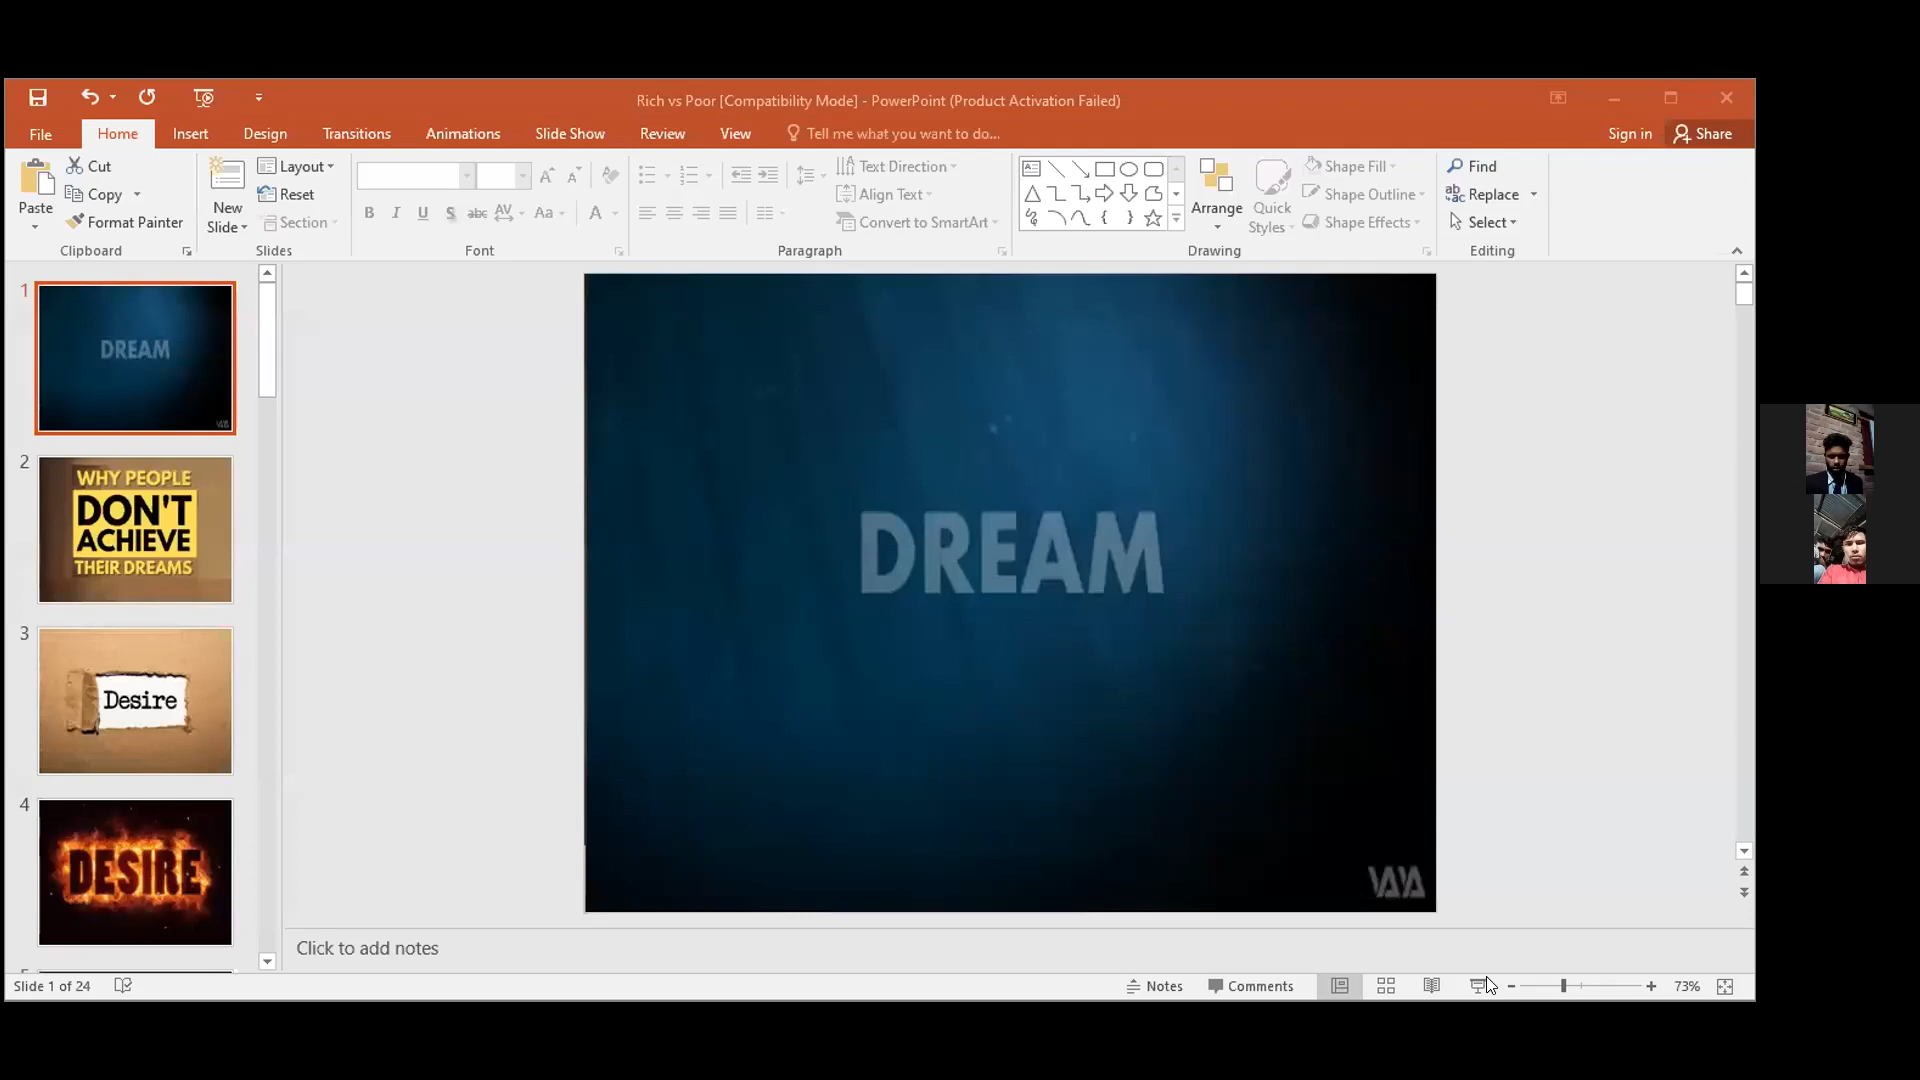 Rich vs Poor [Compatibility Mode] - PowerPoint (Product Activation Failed)
File Home Insert Design Transitions Animations Slide Show Review View Tell me what you want to do... Sign in Share
Paste
Cut
Copy
Format Painter
Clipboard
New
Slide
Layout
Reset
Section
Slides
B I U S abc AV Aa A
Font
Text Direction
Align Text
Convert to SmartArt
Paragraph
Arrange
Quick
Styles
Shape Fill
Shape Outline
Shape Effects
Drawing
Find
Replace
Select
Editing
1
DREAM
2
WHY PEOPLE
DON'T
ACHIEVE
THEIR DREAMS
3
Desire
4
DESIRE
DREAM
Click to add notes
Slide 1 of 24
Notes Comments 73%